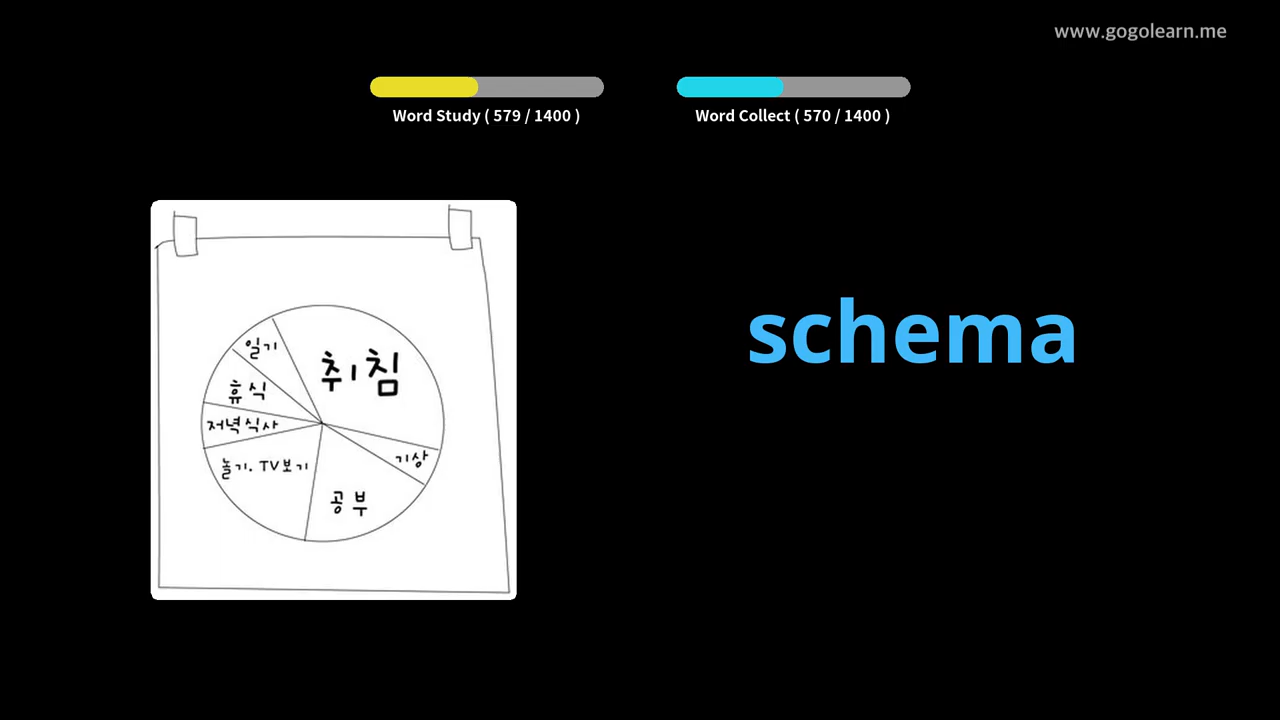 www.gogolearn.me
Word Study ( 579 / 1400 )
Word Collect ( 570 / 1400 )
일기
취침
휴식
저녁식사
놀기. TV보기
기상
공부
schema